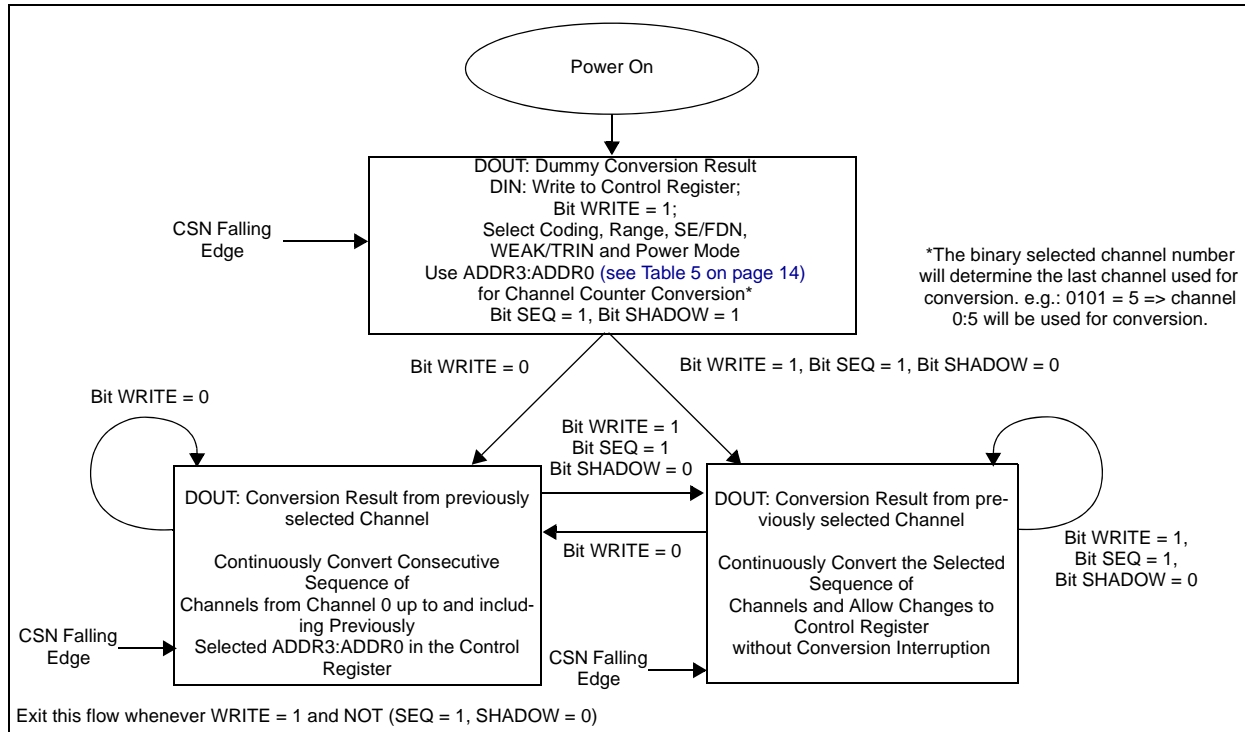 Power On
DOUT: Dummy Conversion Result
DIN: Write to Control Register;
Bit WRITE = 1;
Select Coding, Range, SE/FDN,
WEAK/TRIN and Power Mode
Use ADDR3:ADDR0 (see Table 5 on page 14)
for Channel Counter Conversion*
Bit SEQ = 1, Bit SHADOW = 1
CSN Falling
Edge
*The binary selected channel number
will determine the last channel used for
conversion. e.g.: 0101 = 5 => channel
0:5 will be used for conversion.
Bit WRITE = 0
Bit WRITE = 1, Bit SEQ = 1, Bit SHADOW = 0
Bit WRITE = 0
Bit WRITE = 1
Bit SEQ = 1
Bit SHADOW = 0
Bit WRITE = 0
DOUT: Conversion Result from previously
selected Channel
Continuously Convert Consecutive
Sequence of
Channels from Channel 0 up to and includ-
ing Previously
Selected ADDR3:ADDR0 in the Control
Register
CSN Falling
Edge
DOUT: Conversion Result from pre-
viously selected Channel
Continuously Convert the Selected
Sequence of
Channels and Allow Changes to
Control Register
without Conversion Interruption
CSN Falling
Edge
Bit WRITE = 1,
Bit SEQ = 1,
Bit SHADOW = 0
Exit this flow whenever WRITE = 1 and NOT (SEQ = 1, SHADOW = 0)